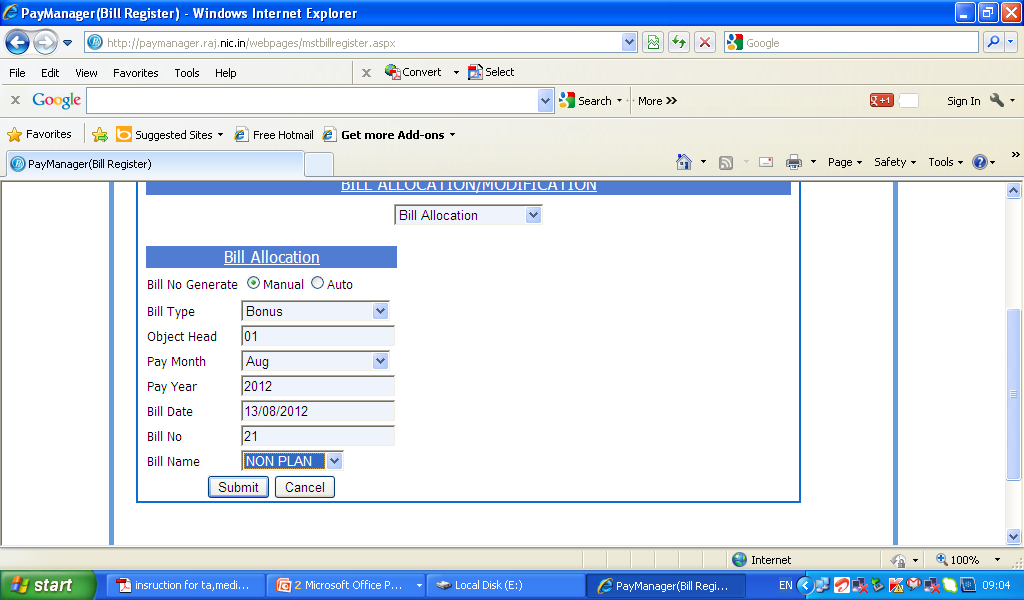 PayManager(Bill Register) - Windows Internet Explorer
http://paymanager.raj.nic.in/webpages/mstbillregister.aspx
Google
File Edit View Favorites Tools Help
x Convert Select
x Google Search More >> +1 Sign In
Favorites Suggested Sites Free Hotmail Get more Add-ons
PayManager(Bill Register)
Page Safety Tools >>
BILL ALLOCATION/MODIFICATION
Bill Allocation
Bill Allocation
Bill No Generate Manual Auto
Bill Type Bonus
Object Head 01
Pay Month Aug
Pay Year 2012
Bill Date 13/08/2012
Bill No 21
Bill Name NON PLAN
Submit Cancel
Internet 100%
start insruction for ta,medi... 2 Microsoft Office P... Local Disk (E:) PayManager(Bill Regi... EN 09:04